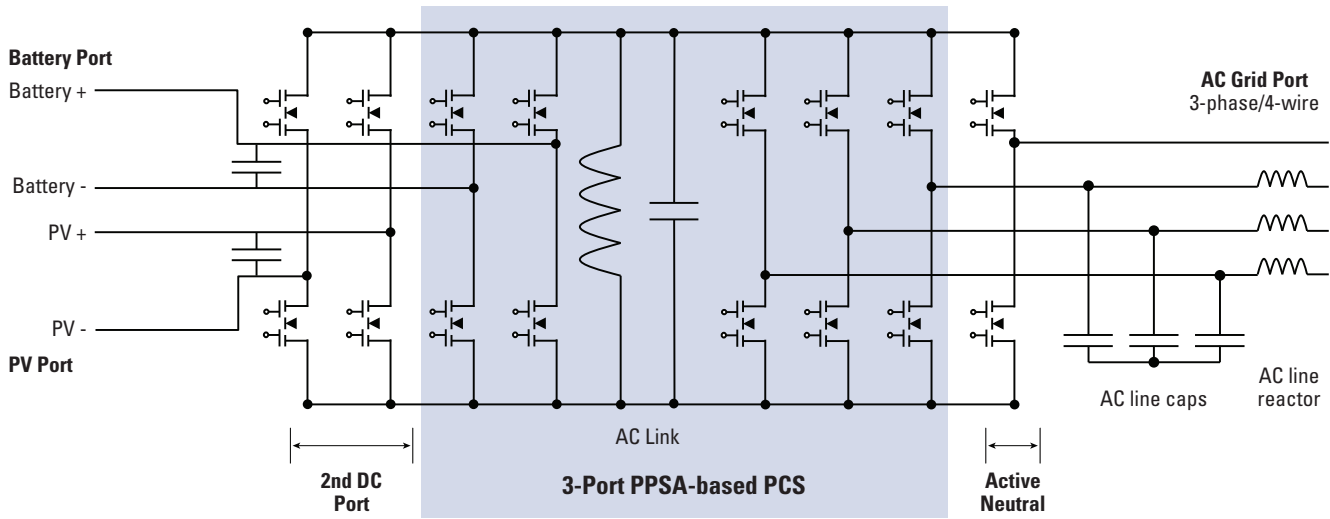 Battery Port
Battery +
Battery -
PV +
PV -
PV Port
AC Grid Port
3-phase/4-wire
AC line caps
AC line
reactor
AC Link
2nd DC
Port
3-Port PPSA-based PCS
Active
Neutral